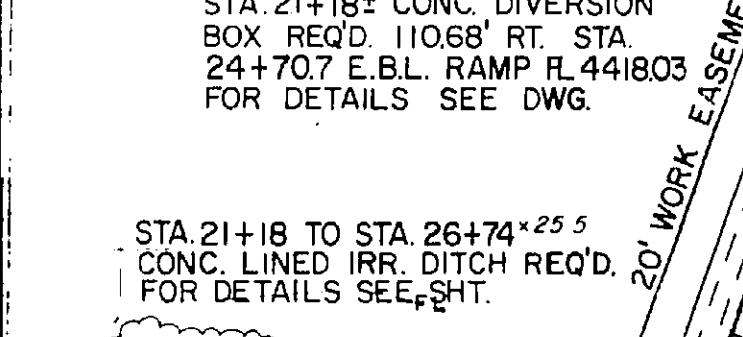 STA. 21+18± CONC. DIVERSION
BOX REQ'D. 110.68' RT. STA.
24+70.7 E.B.L. RAMP FL 4418.03
FOR DETAILS SEE DWG.
STA. 21+18 TO STA. 26+74 ×25 5
CONC. LINED IRR. DITCH REQ'D.
FOR DETAILS SEE SHT.
20' WORK